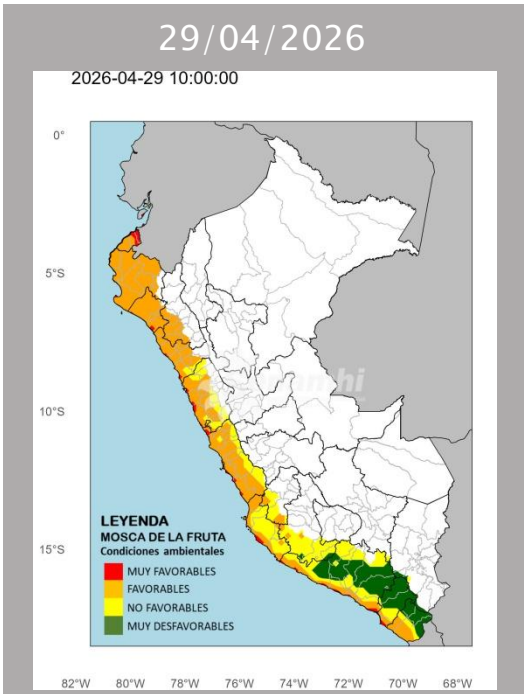 29/04/2026
2026-04-29 10:00:00
0°
5°S
10°S
15°S
senamhi
LEYENDA
MOSCA DE LA FRUTA
Condiciones ambientales
MUY FAVORABLES
FAVORABLES
NO FAVORABLES
MUY DESFAVORABLES
82°W 80°W 78°W 76°W 74°W 72°W 70°W 68°W